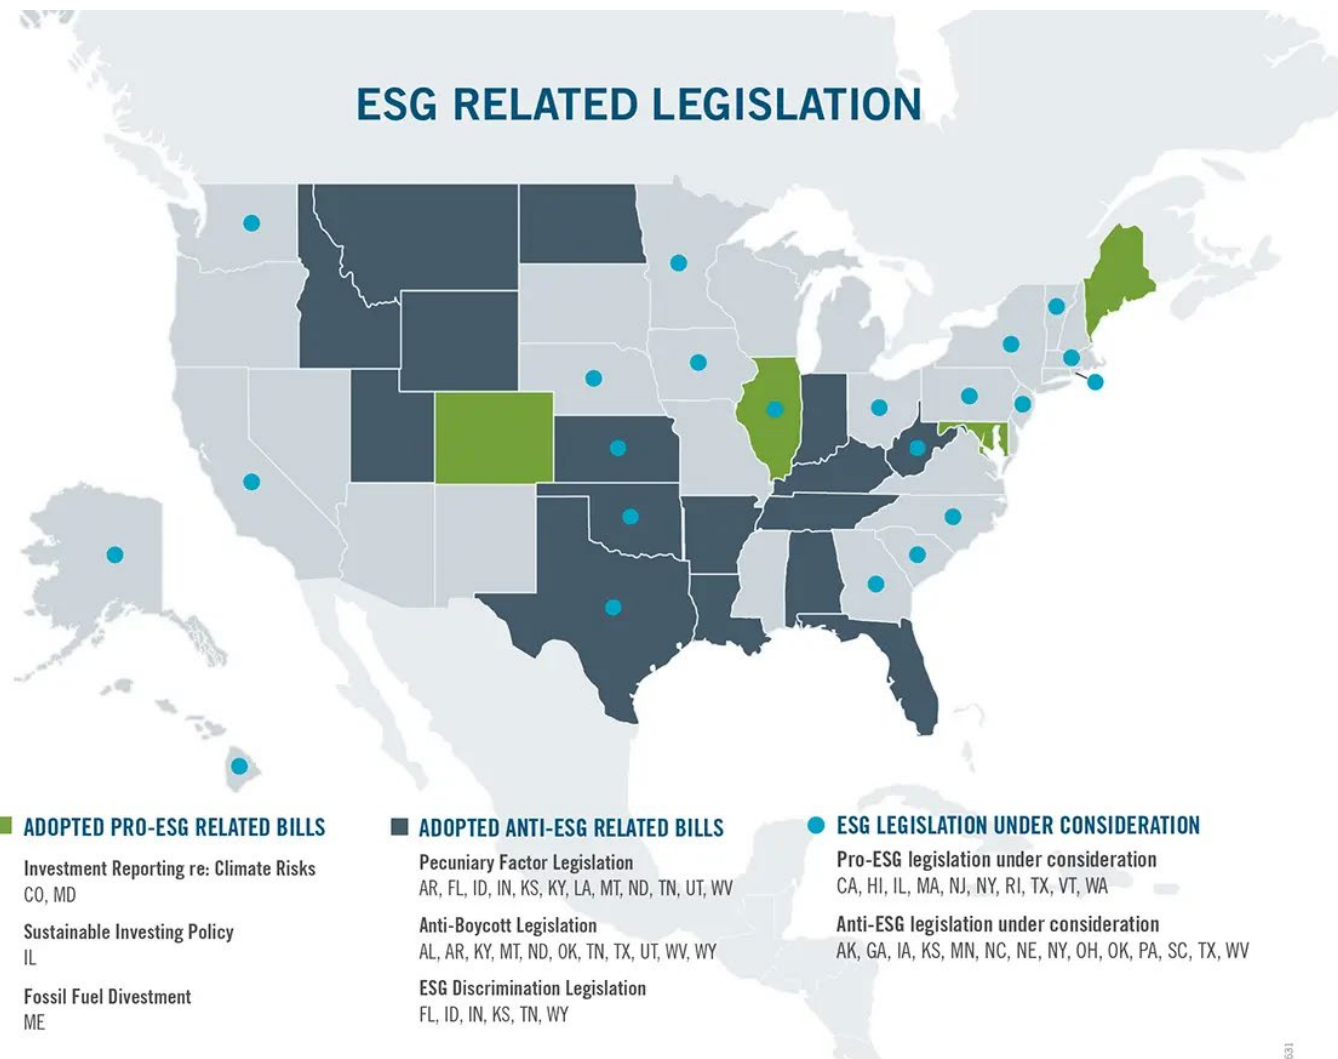 ESG RELATED LEGISLATION
ADOPTED PRO-ESG RELATED BILLS
Investment Reporting re: Climate Risks
CO, MD
Sustainable Investing Policy
IL
Fossil Fuel Divestment
ME
ADOPTED ANTI-ESG RELATED BILLS
Pecuniary Factor Legislation
AR, FL, ID, IN, KS, KY, LA, MT, ND, TN, UT, WV
Anti-Boycott Legislation
AL, AR, KY, MT, ND, OK, TN, TX, UT, WV, WY
ESG Discrimination Legislation
FL, ID, IN, KS, TN, WY
ESG LEGISLATION UNDER CONSIDERATION
Pro-ESG legislation under consideration
CA, HI, IL, MA, NJ, NY, RI, TX, VT, WA
Anti-ESG legislation under consideration
AK, GA, IA, KS, MN, NC, NE, NY, OH, OK, PA, SC, TX, WV
631